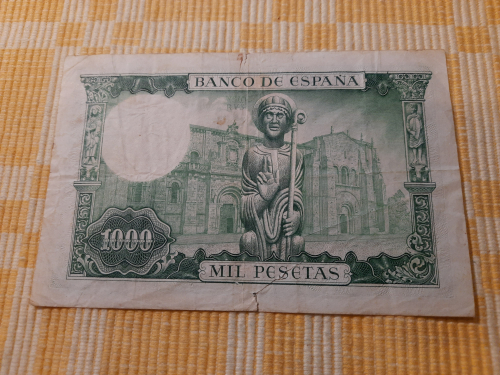 BANCO DE ESPAÑA
1000
MIL PESETAS